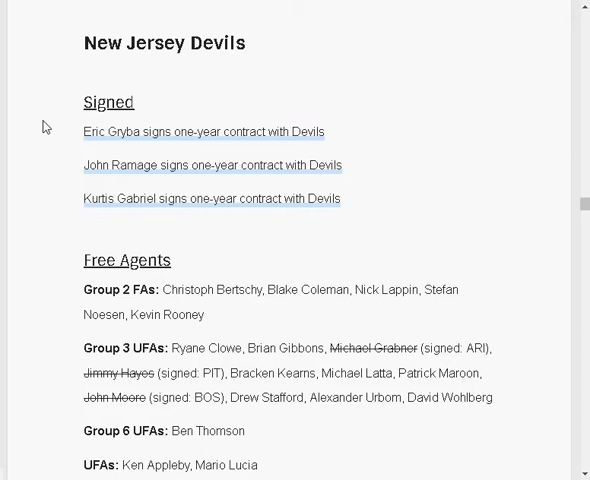 New Jersey Devils
Signed
Eric Gryba signs one-year contract with Devils
John Ramage signs one-year contract with Devils
Kurtis Gabriel signs one-year contract with Devils
Free Agents
Group 2 FAs: Christoph Bertschy, Blake Coleman, Nick Lappin, Stefan
Noesen, Kevin Rooney
Group 3 UFAs: Ryane Clowe, Brian Gibbons, Michael Grabner (signed: ARI),
Jimmy Hayes (signed: PIT), Bracken Kearns, Michael Latta, Patrick Maroon,
John Moore (signed: BOS), Drew Stafford, Alexander Urbom, David Wohlberg
Group 6 UFAs: Ben Thomson
UFAs: Ken Appleby, Mario Lucia